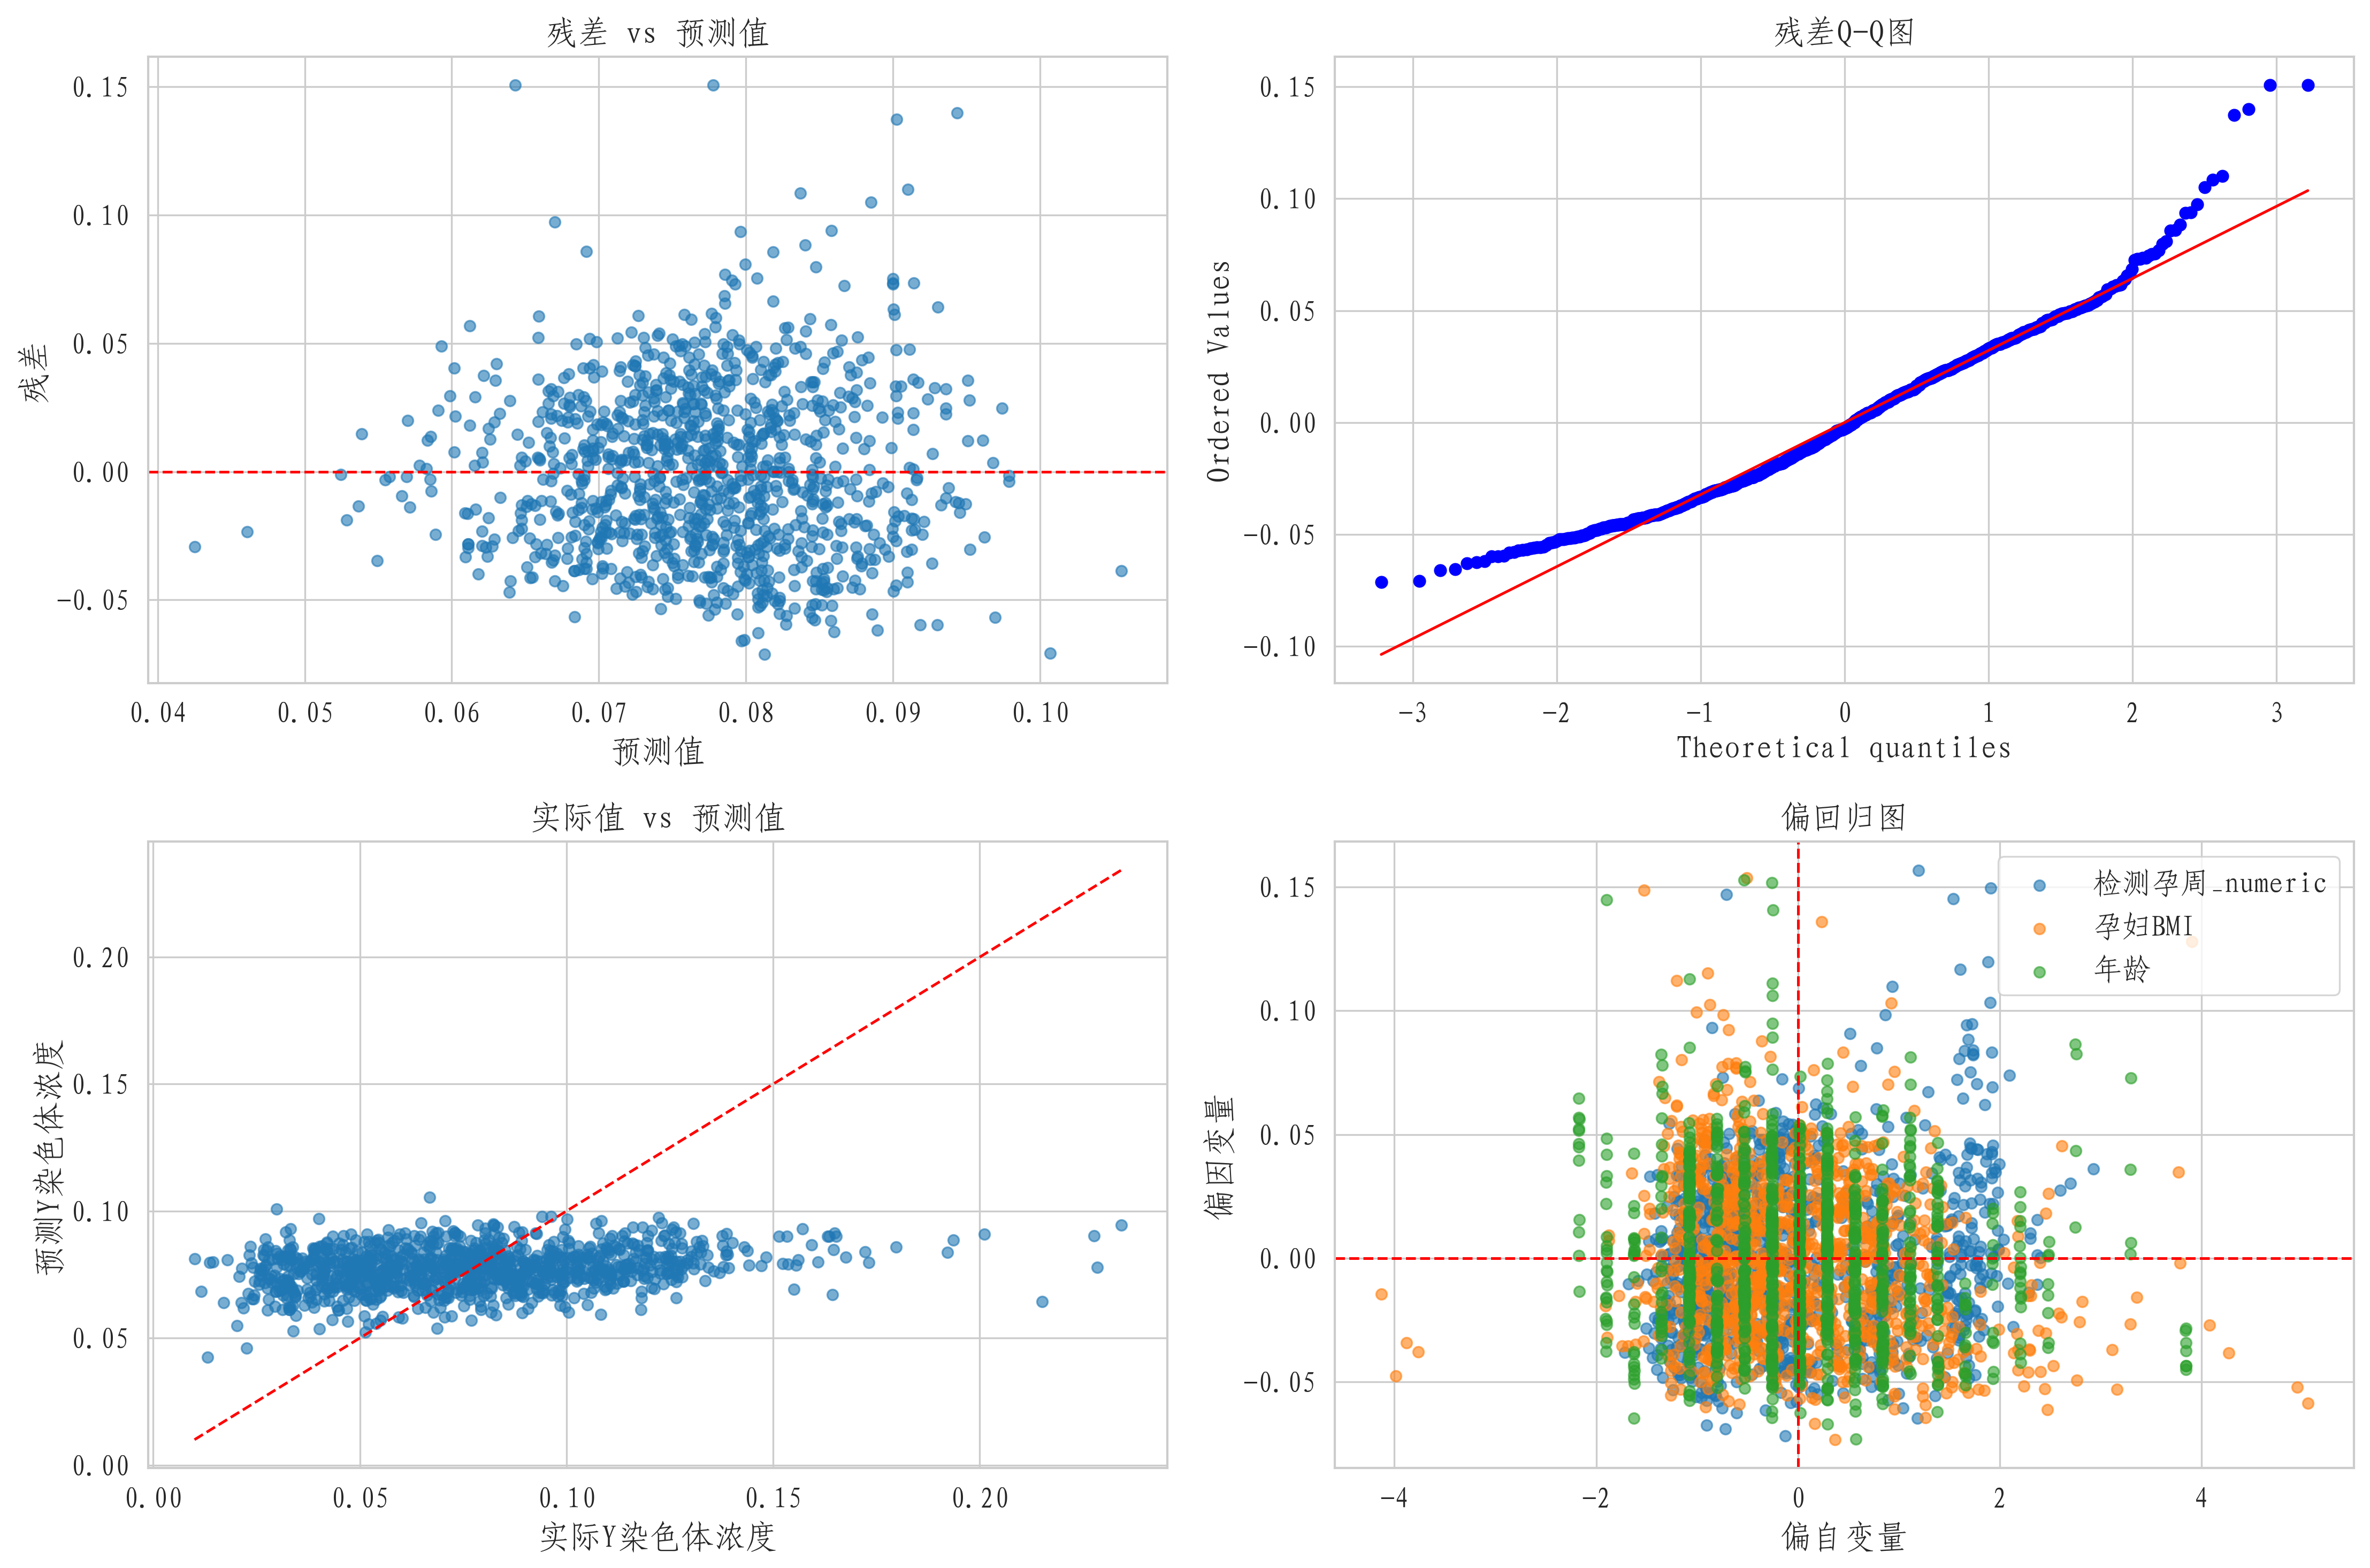 残差 vs 预测值
0.15
0.10
0.05
0.00
-0.05
残差
0.04 0.05 0.06 0.07 0.08 0.09 0.10
预测值
残差Q-Q图
0.15
0.10
0.05
0.00
-0.05
-0.10
Ordered Values
-3 -2 -1 0 1 2 3
Theoretical quantiles
实际值 vs 预测值
0.20
0.15
0.10
0.05
0.00
预测Y染色体浓度
0.00 0.05 0.10 0.15 0.20
实际Y染色体浓度
偏回归图
检测孕周_numeric
孕妇BMI
年龄
0.15
0.10
0.05
0.00
-0.05
偏因变量
-4 -2 0 2 4
偏自变量